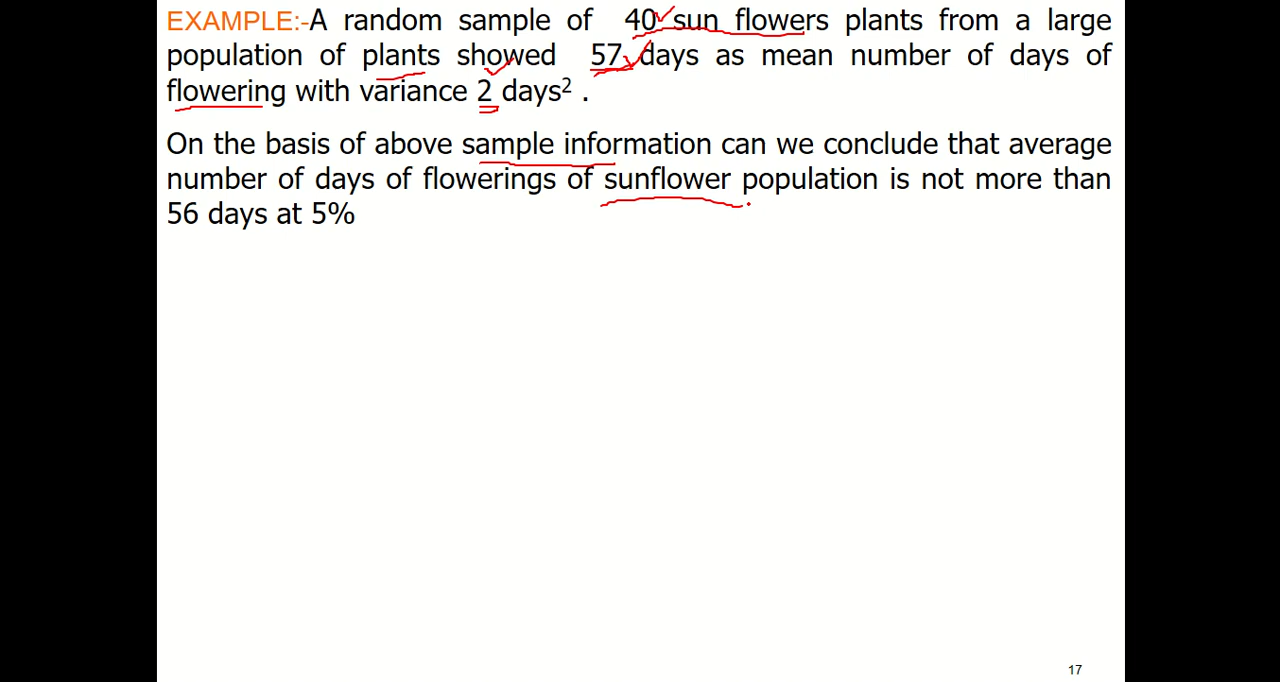 EXAMPLE:-A random sample of 40 sun flowers plants from a large
population of plants showed 57 days as mean number of days of
flowering with variance 2 days² .
On the basis of above sample information can we conclude that average
number of days of flowerings of sunflower population is not more than
56 days at 5%
17